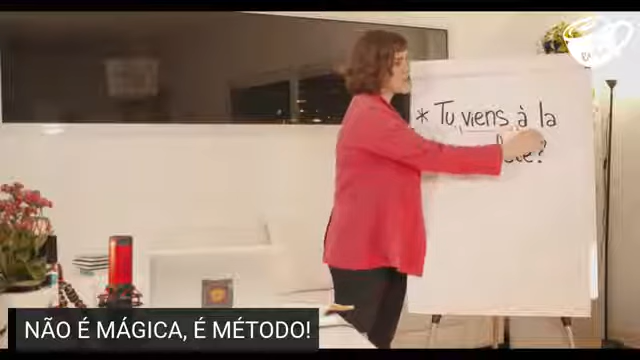 * Tu viens à la
NÃO É MÁGICA, É MÉTODO!